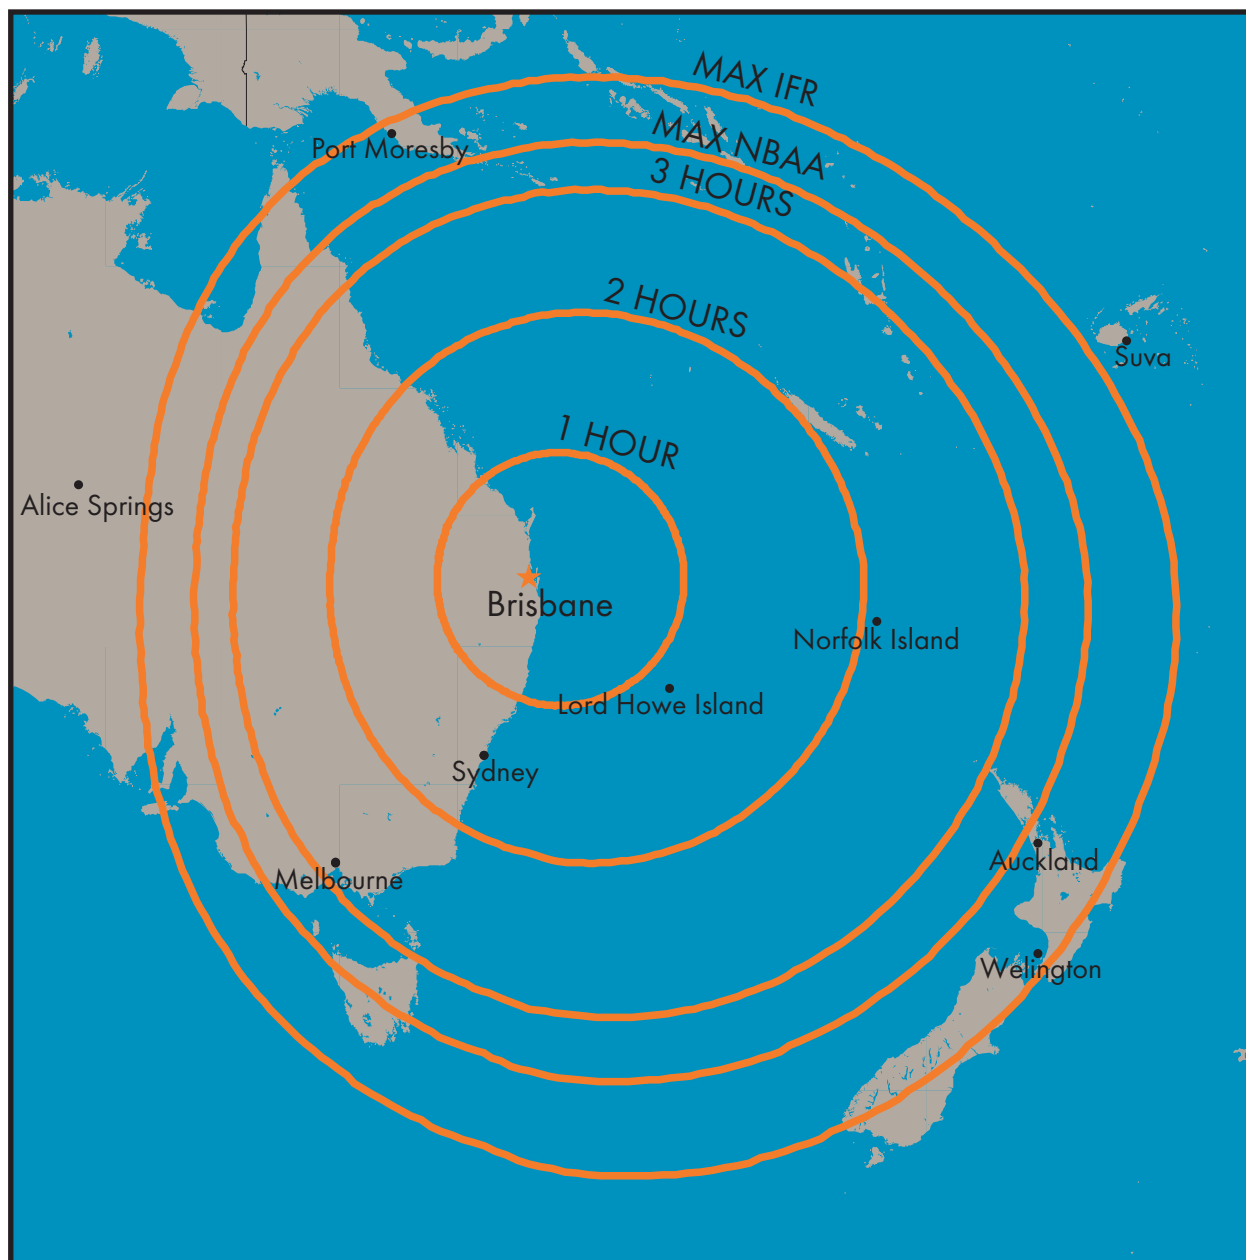 MAX IFR
MAX NBAA
Port Moresby
3 HOURS
2 HOURS
Suva
1 HOUR
Alice Springs
Brisbane
Norfolk Island
Lord Howe Island
Sydney
Auckland
Melbourne
Welington